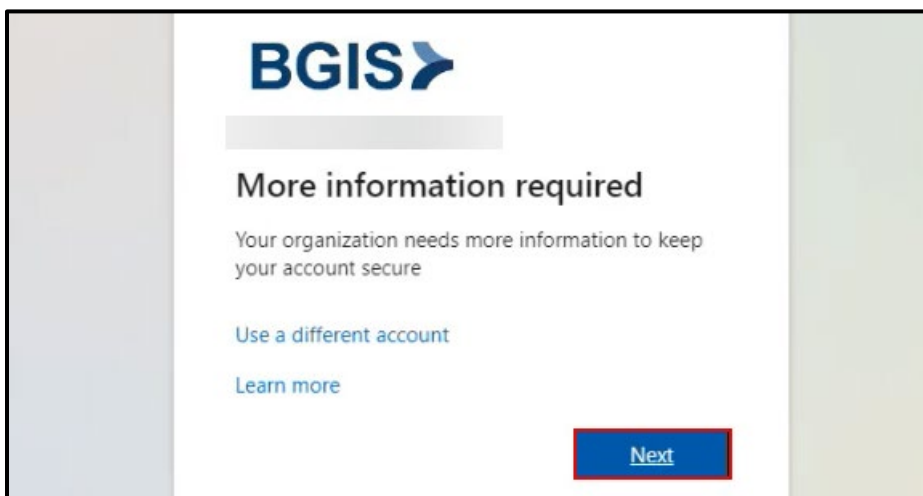 BGIS
More information required
Your organization needs more information to keep
your account secure
Use a different account
Learn more
Next